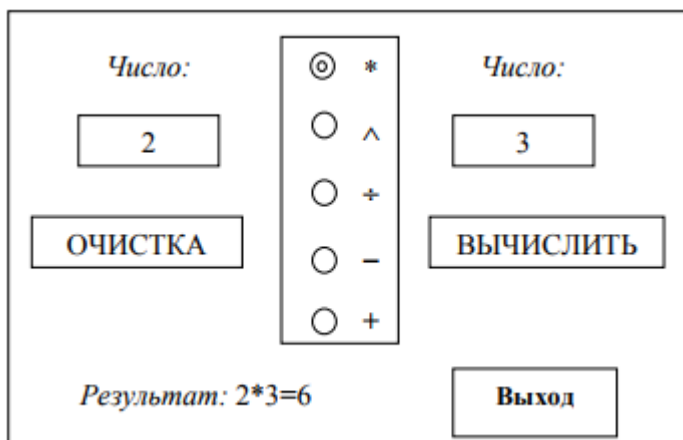 Число: * Число:
2 ^ 3
÷
ОЧИСТКА ВЫЧИСЛИТЬ
−
+
Результат: 2*3=6 Выход